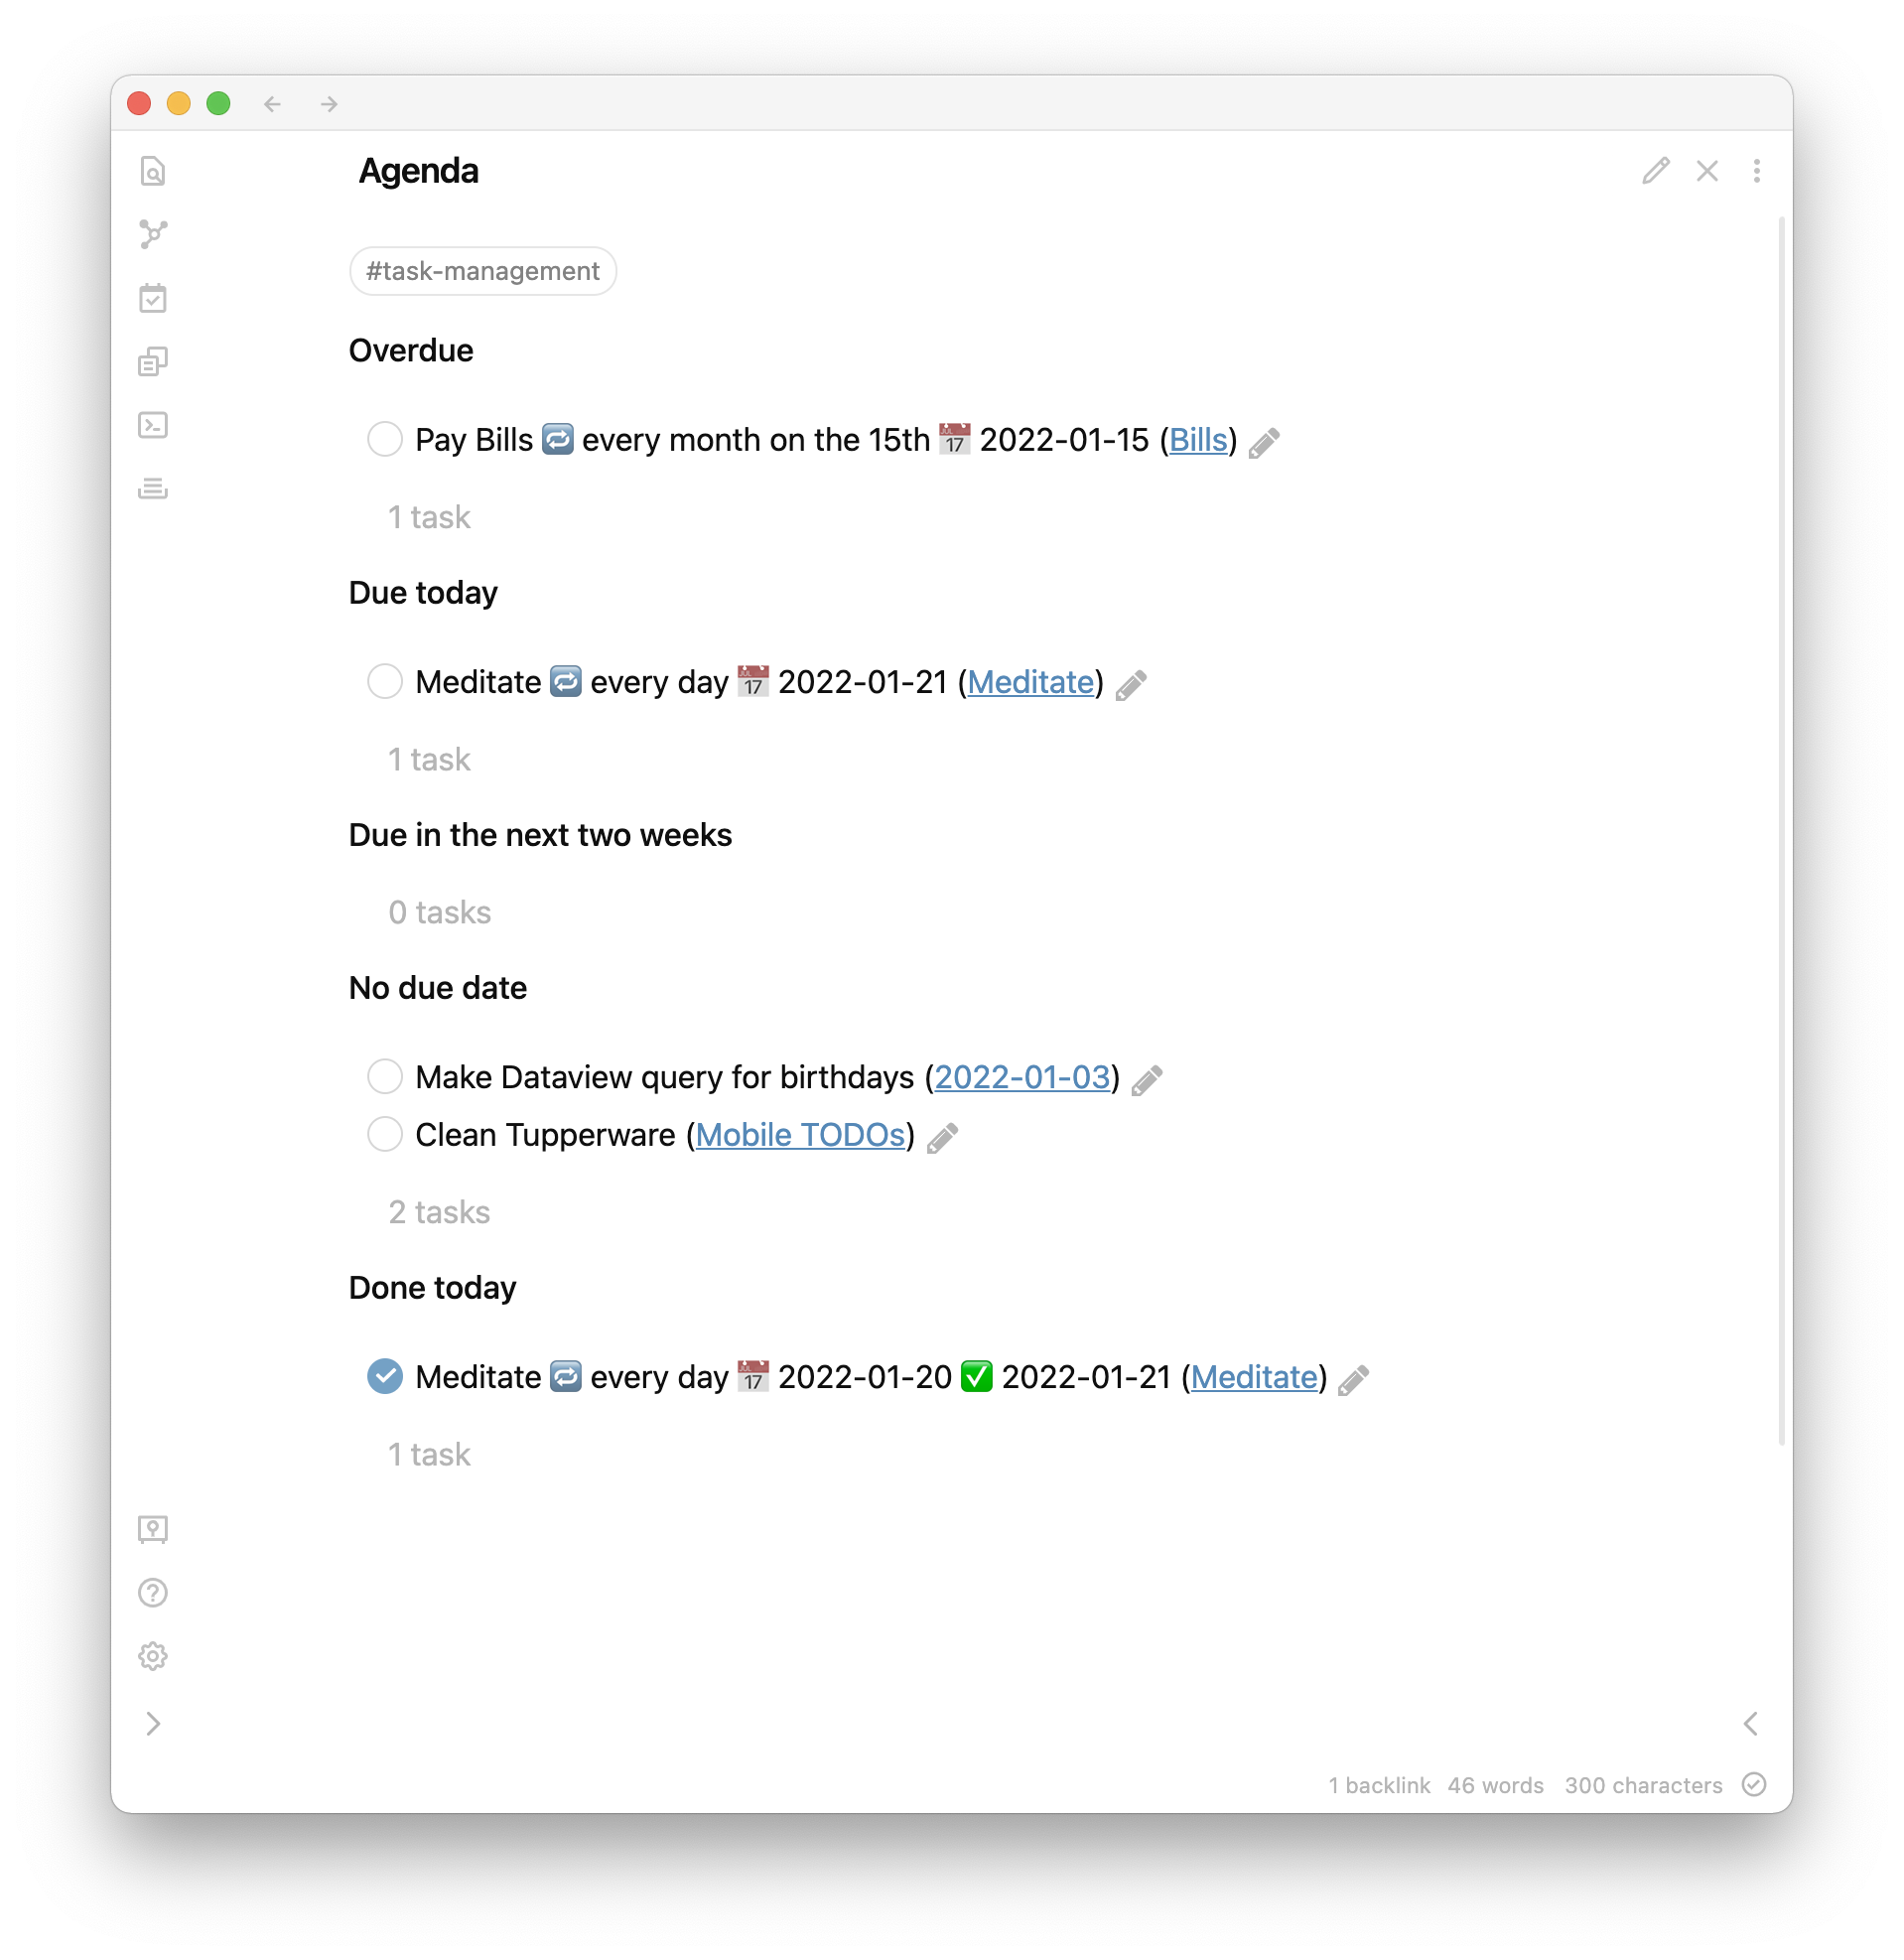 Agenda
#task-management
Overdue
Pay Bills 🔁 every month on the 15th 📅 2022-01-15 (Bills)
1 task
Due today
Meditate 🔁 every day 📅 2022-01-21 (Meditate)
1 task
Due in the next two weeks
0 tasks
No due date
Make Dataview query for birthdays (2022-01-03)
Clean Tupperware (Mobile TODOs)
2 tasks
Done today
Meditate 🔁 every day 📅 2022-01-20 ✅ 2022-01-21 (Meditate)
1 task
1 backlink 46 words 300 characters